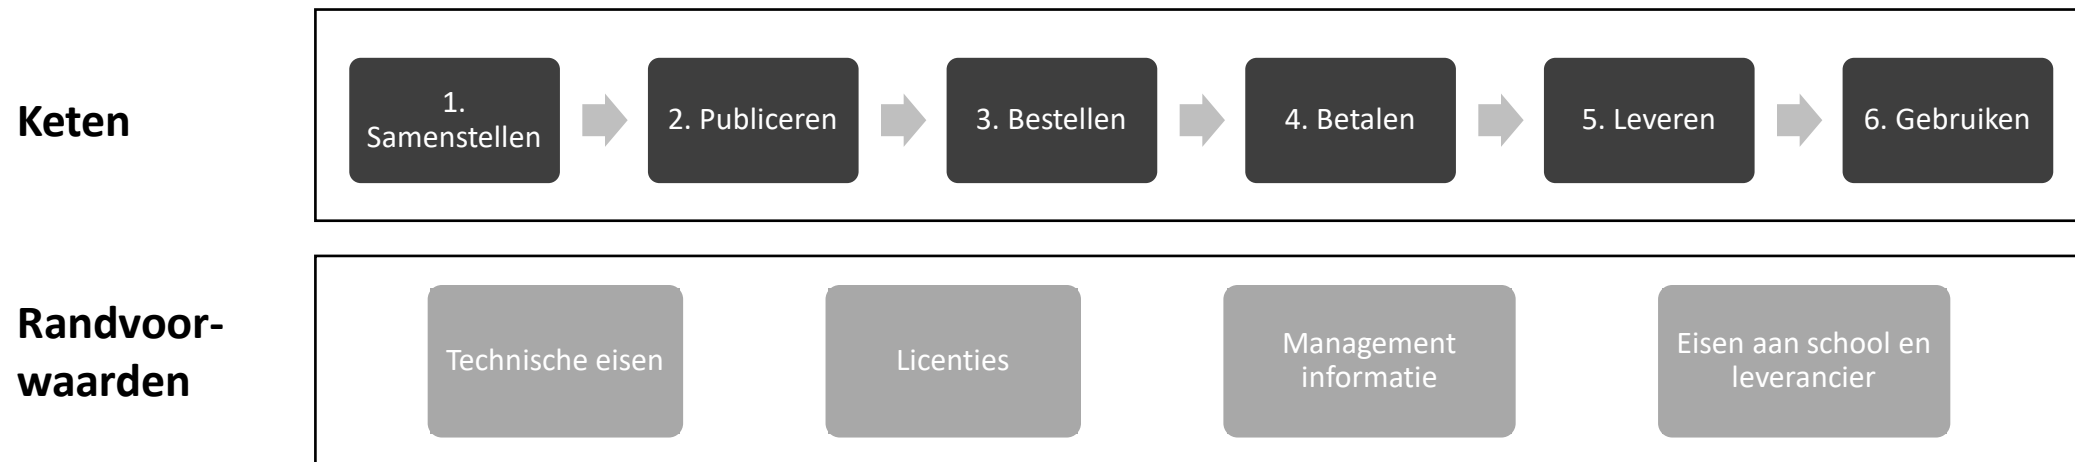 Keten
1.
Samenstellen
2. Publiceren
3. Bestellen
4. Betalen
5. Leveren
6. Gebruiken
Randvoor-
waarden
Technische eisen
Licenties
Management
informatie
Eisen aan school en
leverancier